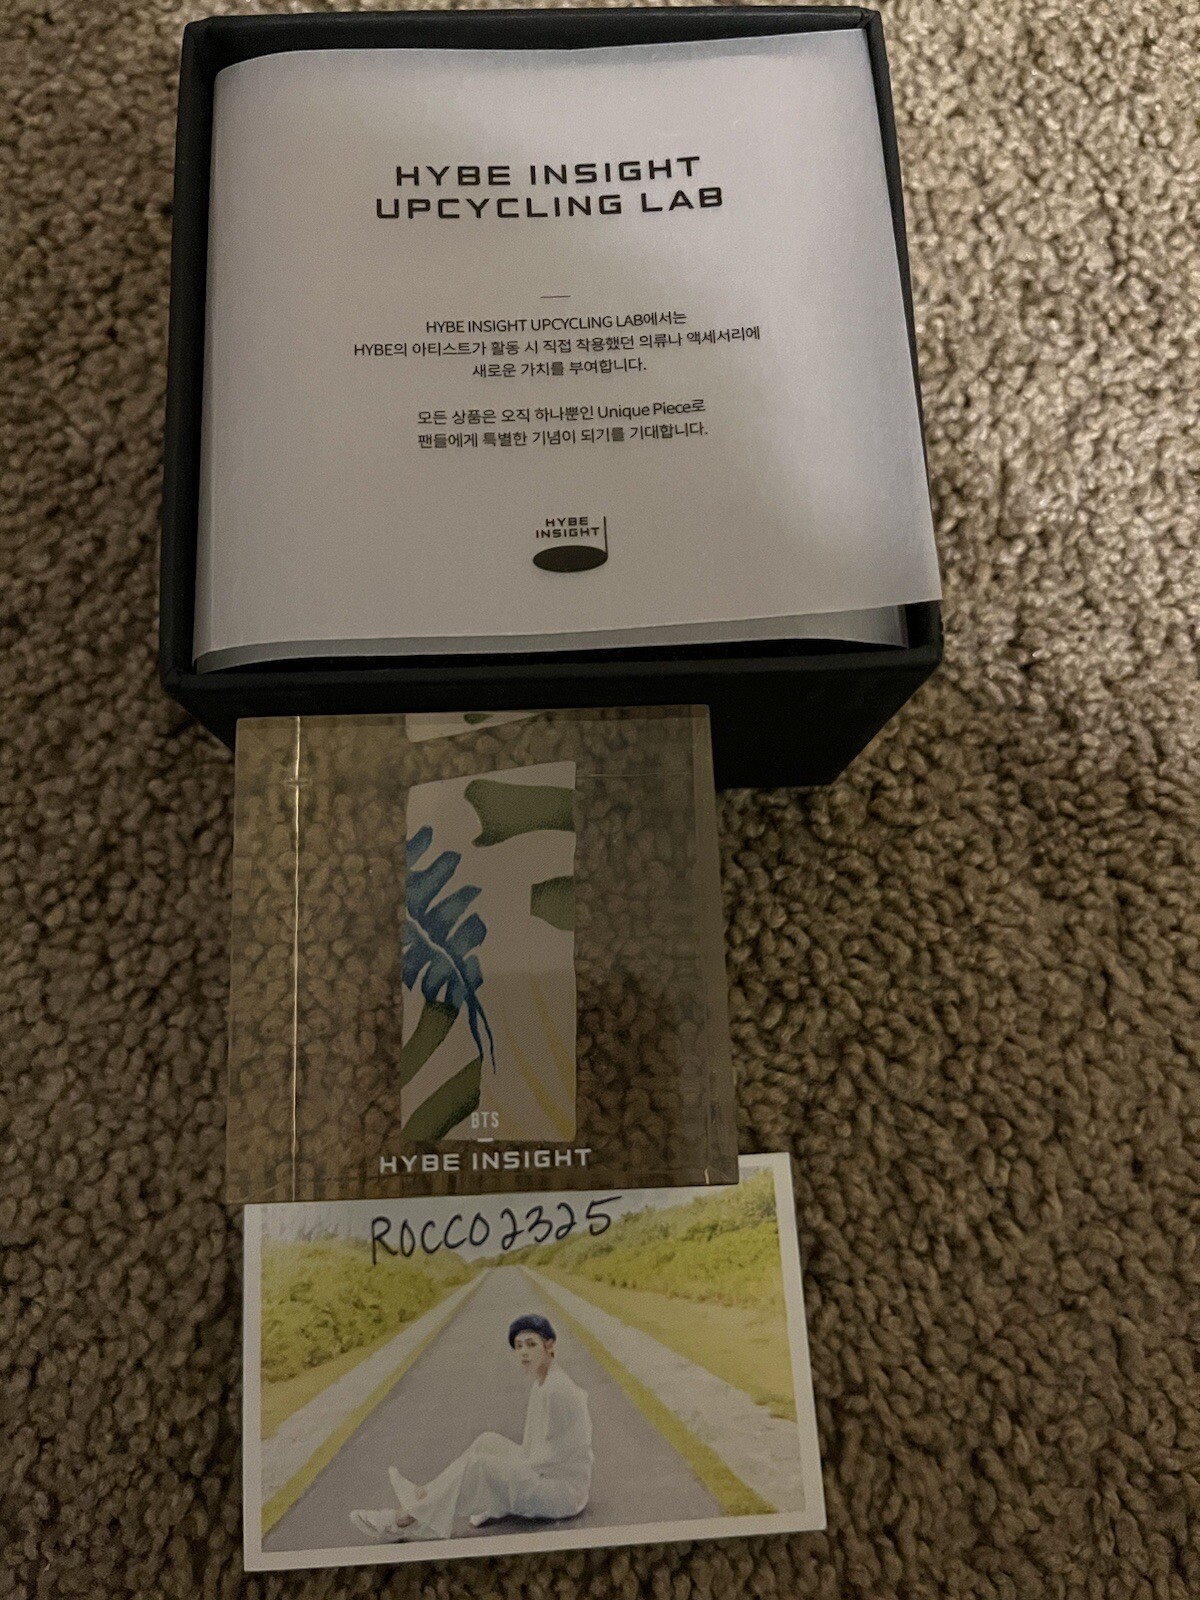 HYBE INSIGHT
UPCYCLING LAB
HYBE INSIGHT UPCYCLING LAB에서는
HYBE의 아티스트가 활동 시 직접 착용했던 의류나 액세서리에
새로운 가치를 부여합니다.
모든 상품은 오직 하나뿐인 Unique Piece로
팬들에게 특별한 기념이 되기를 기대합니다.
HYBE
INSIGHT
BTS
HYBE INSIGHT
ROCCO2325